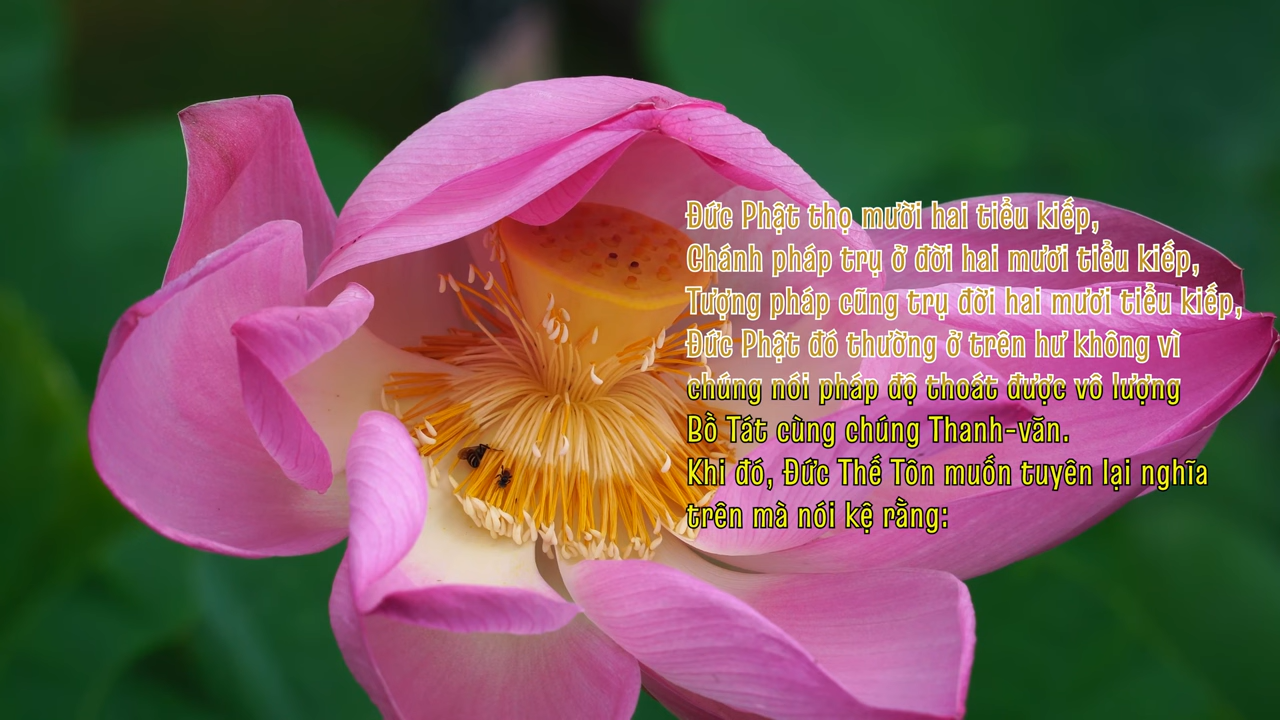 Đức Phật thọ mười hai tiểu kiếp,
Chánh pháp trụ ở đời hai mươi tiểu kiếp,
Tượng pháp cũng trụ đời hai mươi tiểu kiếp,
Đức Phật đó thường ở trên hư không vì
chúng nói pháp độ thoát được vô lượng
Bồ Tát cùng chúng Thanh-văn.
Khi đó, Đức Thế Tôn muốn tuyên lại nghĩa
trên mà nói kệ rằng: